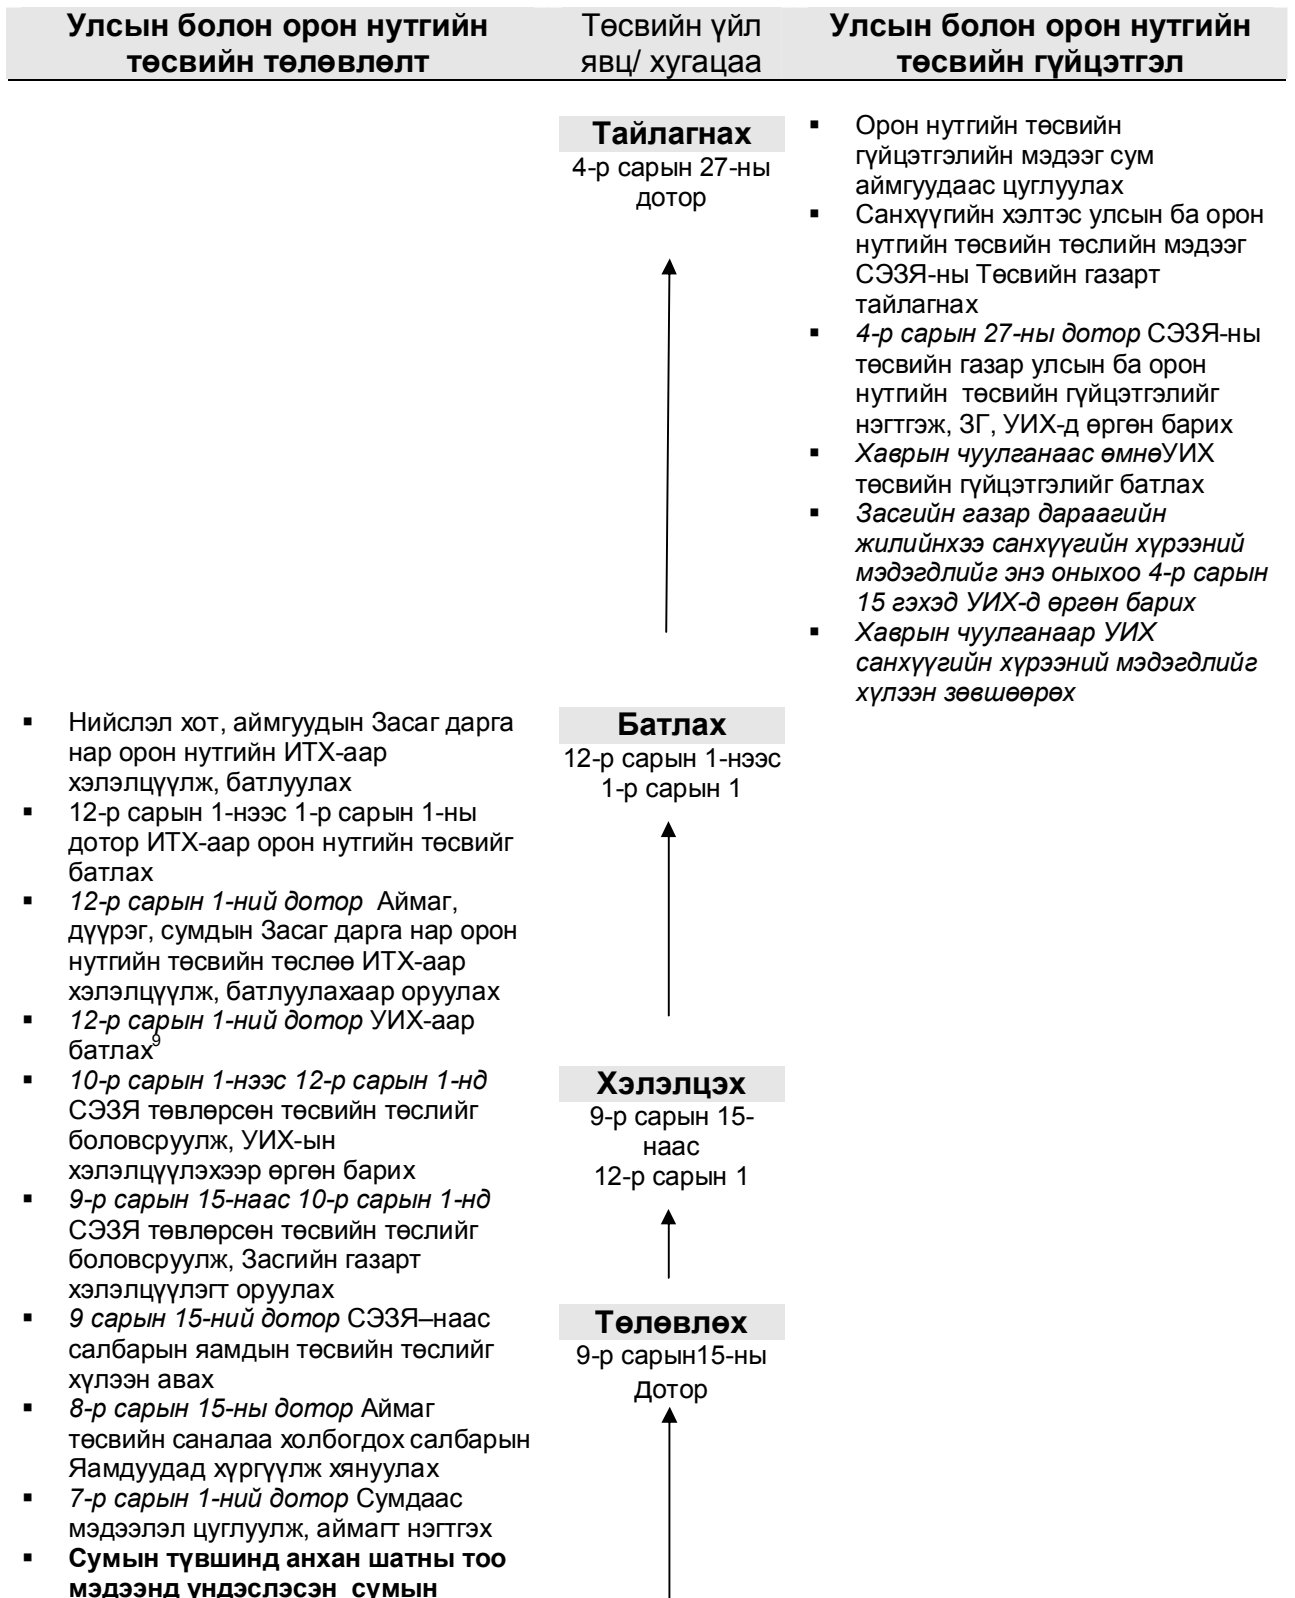 Улсын болон орон нутгийн
төсвийн төлөвлөлт
Төсвийн үйл
явц/ хугацаа
Улсын болон орон нутгийн
төсвийн гүйцэтгэл
Тайлагнах
4-р сарын 27-ны
дотор
▪ Орон нутгийн төсвийн
гүйцэтгэлийн мэдээг сум
аймгуудаас цуглуулах
▪ Санхүүгийн хэлтэс улсын ба орон
нутгийн төсвийн төслийн мэдээг
СЭЗЯ-ны Төсвийн газарт
тайлагнах
▪ 4-р сарын 27-ны дотор СЭЗЯ-ны
төсвийн газар улсын ба орон
нутгийн төсвийн гүйцэтгэлийг
нэгтгэж, ЗГ, УИХ-д өргөн барих
▪ Хаврын чуулганаас өмнөУИХ
төсвийн гүйцэтгэлийг батлах
▪ Засгийн газар дараагийн
жилийнхээ санхүүгийн хүрээний
мэдэгдлийг энэ оныхоо 4-р сарын
15 гэхэд УИХ-д өргөн барих
▪ Хаврын чуулганаар УИХ
санхүүгийн хүрээний мэдэгдлийг
хүлээн зөвшөөрөх
▪ Нийслэл хот, аймгуудын Засаг дарга
нар орон нутгийн ИТХ-аар
хэлэлцүүлж, батлуулах
▪ 12-р сарын 1-нээс 1-р сарын 1-ны
дотор ИТХ-аар орон нутгийн төсвийг
батлах
▪ 12-р сарын 1-ний дотор Аймаг,
дүүрэг, сумдын Засаг дарга нар орон
нутгийн төсвийн төслөө ИТХ-аар
хэлэлцүүлж, батлуулахаар оруулах
▪ 12-р сарын 1-ний дотор УИХ-аар
батлах9
▪ 10-р сарын 1-нээс 12-р сарын 1-нд
СЭЗЯ төвлөрсөн төсвийн төслийг
боловсруулж, УИХ-ын
хэлэлцүүлэхээр өргөн барих
▪ 9-р сарын 15-наас 10-р сарын 1-нд
СЭЗЯ төвлөрсөн төсвийн төслийг
боловсруулж, Засгийн газарт
хэлэлцүүлэгт оруулах
▪ 9 сарын 15-ний дотор СЭЗЯ–наас
салбарын яамдын төсвийн төслийг
хүлээн авах
▪ 8-р сарын 15-ны дотор Аймаг
төсвийн саналаа холбогдох салбарын
Яамдуудад хүргүүлж хянуулах
▪ 7-р сарын 1-ний дотор Сумдаас
мэдээлэл цуглуулж, аймагт нэгтгэх
▪ Сумын түвшинд анхан шатны тоо
мэдээнд үндэслэсэн сумын
Батлах
12-р сарын 1-нээс
1-р сарын 1
Хэлэлцэх
9-р сарын 15-
наас
12-р сарын 1
Төлөвлөх
9-р сарын15-ны
Дотор